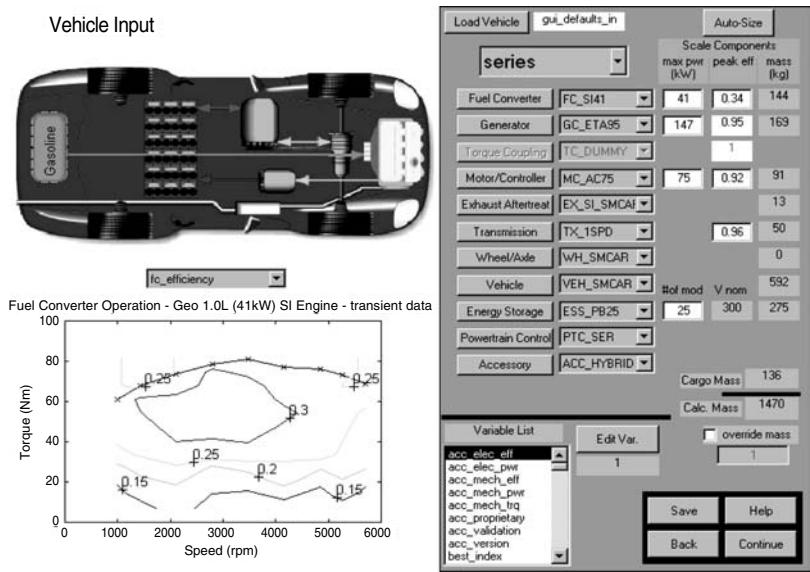 Vehicle Input
Gasoline
fc_efficiency
Fuel Converter Operation - Geo 1.0L (41kW) SI Engine - transient data
100
80
60
40
20
0
Torque (Nm)
0.25
0.25
0.3
0.25
0.2
0.15
0.15
0 1000 2000 3000 4000 5000 6000
Speed (rpm)
Load Vehicle gui_defaults_in Auto-Size
series
Scale Components
max pwr (kW) peak eff mass (kg)
Fuel Converter FC_SI41 41 0.34 144
Generator GC_ETA95 147 0.95 169
Torque Coupling TC_DUMMY 1
Motor/Controller MC_AC75 75 0.92 91
Exhaust Aftertreat EX_SI_SMCAF 13
Transmission TX_1SPD 0.96 50
Wheel/Axle WH_SMCAR 0
Vehicle VEH_SMCAR 592
#of mod V nom
Energy Storage ESS_PB25 25 300 275
Powertrain Control PTC_SER
Accessory ACC_HYBRID
Cargo Mass 136
Calc. Mass 1470
override mass
1
Variable List
Edit Var.
1
acc_elec_eff
acc_elec_pwr
acc_mech_eff
acc_mech_pwr
acc_mech_trq
acc_proprietary
acc_validation
acc_version
best_index
Save Help
Back Continue